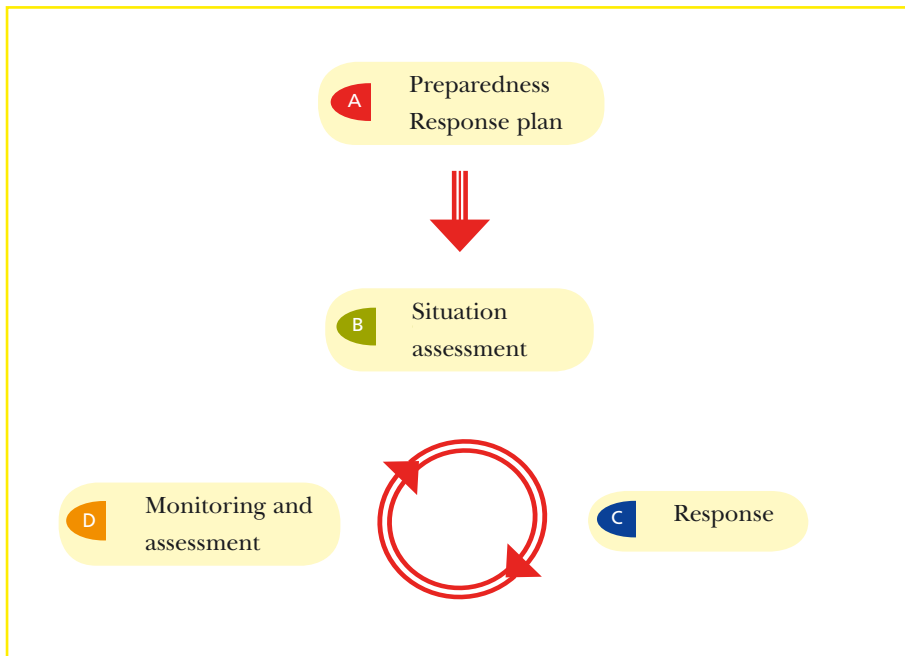 A
Preparedness
Response plan
B
Situation
assessment
D
Monitoring and
assessment
C
Response